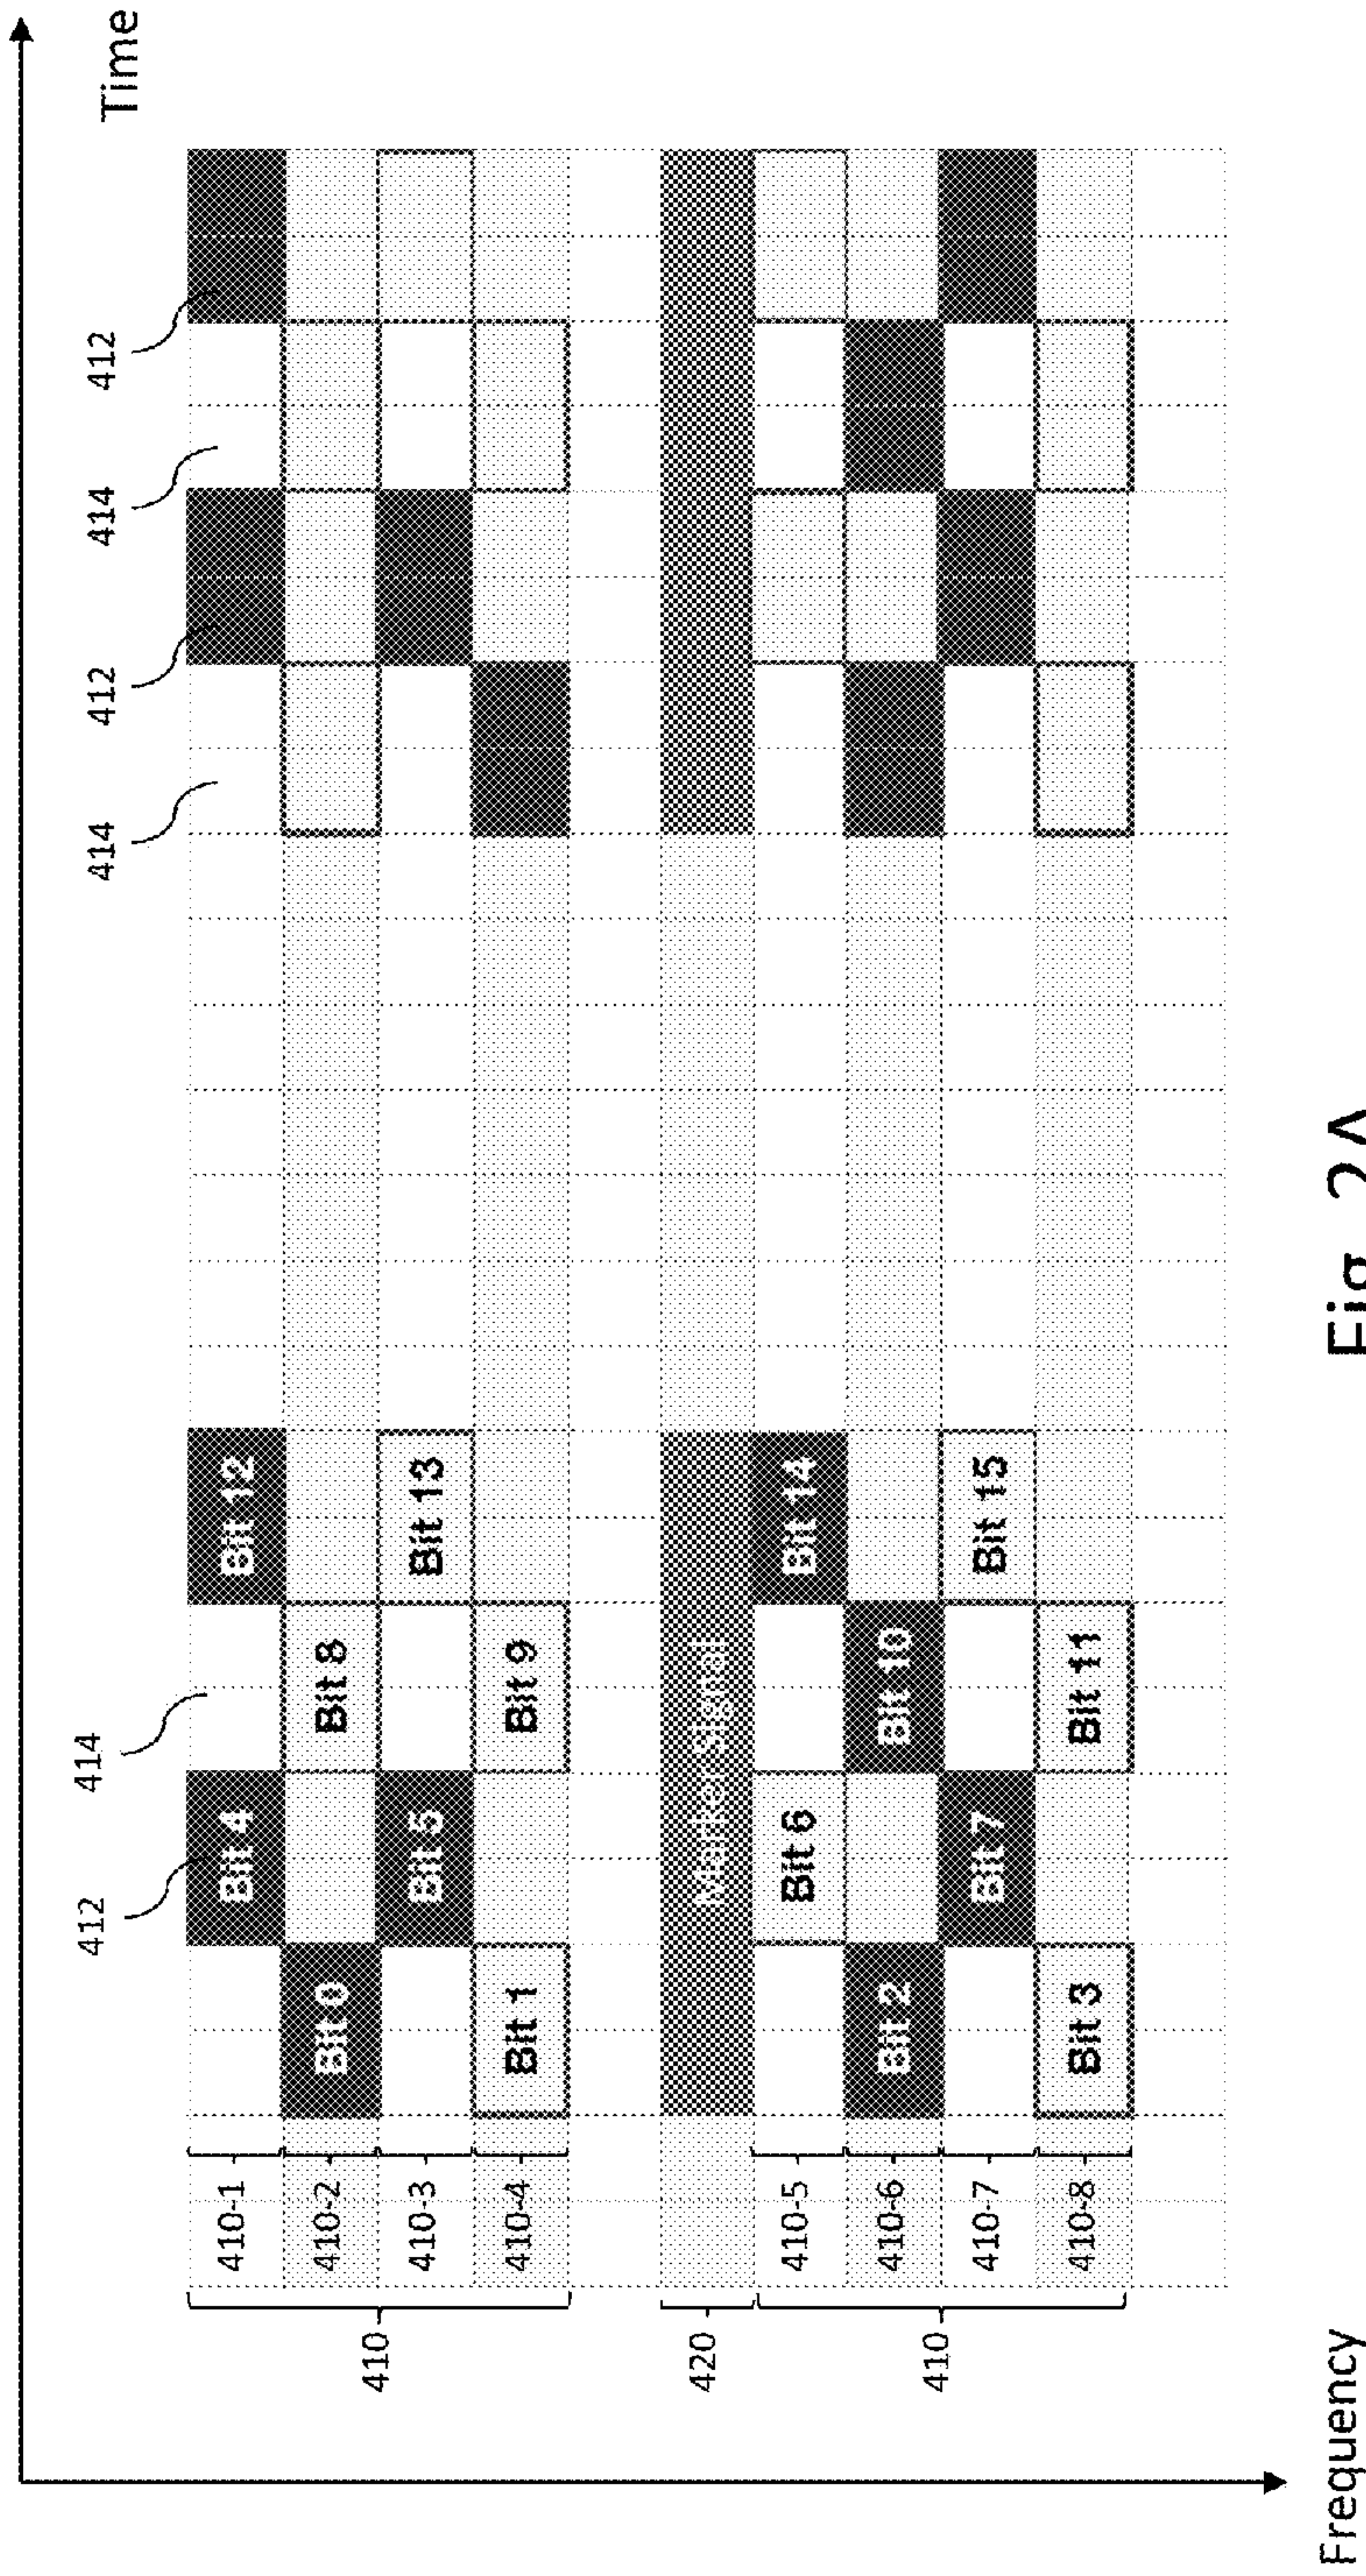 Time
412
414
412
414
414
412
410-1
Bit 4
Bit 12
410-2
Bit 0
Bit 8
410
410-3
Bit 5
Bit 13
410-4
Bit 1
Bit 9
420
Marker Signal
410-5
Bit 6
Bit 14
410-6
Bit 2
Bit 10
410
410-7
Bit 7
Bit 15
410-8
Bit 3
Bit 11
Frequency
Fig. 2A